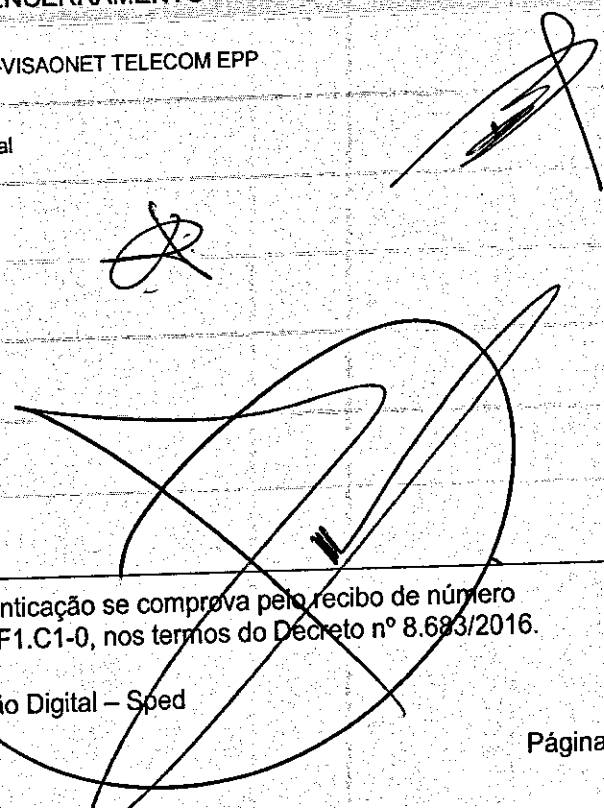 ENCERRAMENTO
-VISAONET TELECOM EPP
al
nticação se comprova pelo recibo de número
F1.C1-0, nos termos do Decreto nº 8.683/2016.
ão Digital – Sped
Página